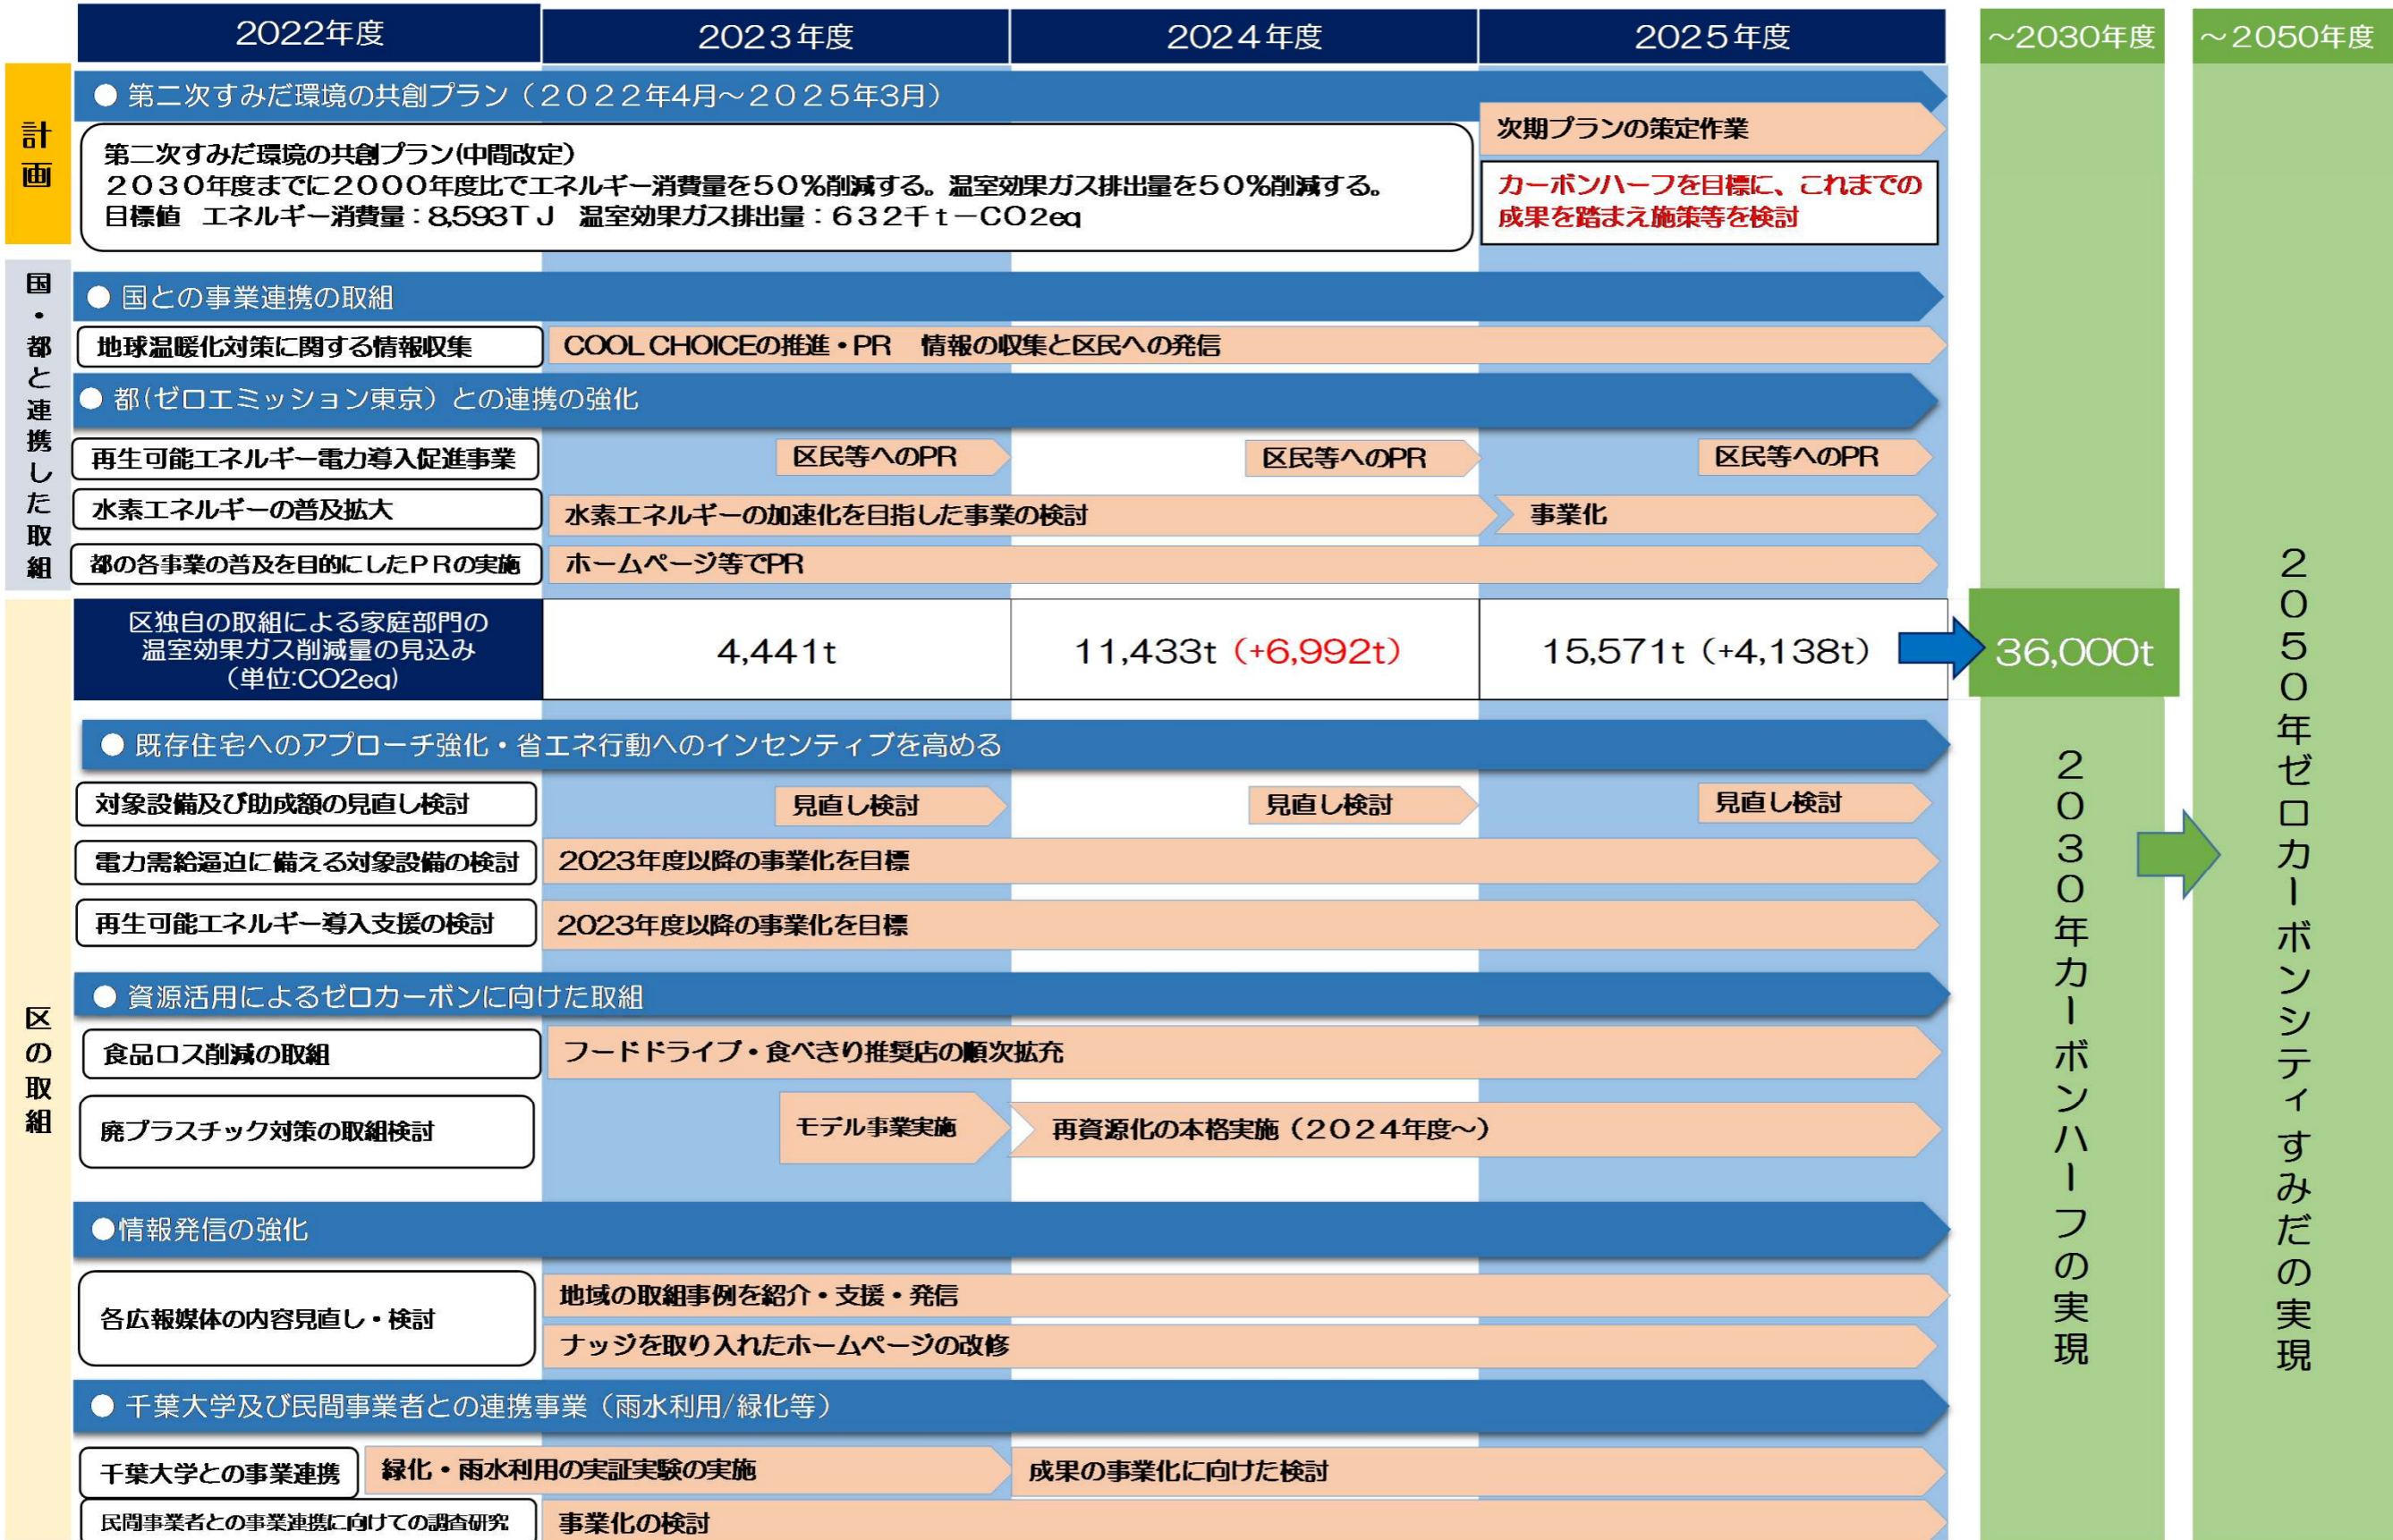 2022年度
2023年度
2024年度
2025年度
～2030年度
～2050年度
計画
● 第二次すみだ環境の共創プラン（2022年4月～2025年3月）
第二次すみだ環境の共創プラン(中間改定)
2030年度までに2000年度比でエネルギー消費量を50%削減する。温室効果ガス排出量を50%削減する。
目標値 エネルギー消費量：8,593TJ 温室効果ガス排出量：632千t－CO2eq
次期プランの策定作業
カーボンハーフを目標に、これまでの
成果を踏まえ施策等を検討
国・都と連携した取組
● 国との事業連携の取組
地球温暖化対策に関する情報収集
COOL CHOICEの推進・PR 情報の収集と区民への発信
● 都(ゼロエミッション東京）との連携の強化
再生可能エネルギー電力導入促進事業
区民等へのPR
区民等へのPR
区民等へのPR
水素エネルギーの普及拡大
水素エネルギーの加速化を目指した事業の検討
事業化
都の各事業の普及を目的にしたPRの実施
ホームページ等でPR
区の取組
区独自の取組による家庭部門の
温室効果ガス削減量の見込み
（単位:CO2eq)
4,441t
11,433t（+6,992t）
15,571t（+4,138t）
36,000t
● 既存住宅へのアプローチ強化・省エネ行動へのインセンティブを高める
対象設備及び助成額の見直し検討
見直し検討
見直し検討
見直し検討
電力需給逼迫に備える対象設備の検討
2023年度以降の事業化を目標
再生可能エネルギー導入支援の検討
2023年度以降の事業化を目標
● 資源活用によるゼロカーボンに向けた取組
食品ロス削減の取組
フードドライブ・食べきり推奨店の順次拡充
廃プラスチック対策の取組検討
モデル事業実施
再資源化の本格実施（2024年度～）
●情報発信の強化
各広報媒体の内容見直し・検討
地域の取組事例を紹介・支援・発信
ナッジを取り入れたホームページの改修
● 千葉大学及び民間事業者との連携事業（雨水利用/緑化等）
千葉大学との事業連携
緑化・雨水利用の実証実験の実施
成果の事業化に向けた検討
民間事業者との事業連携に向けての調査研究
事業化の検討
2030年カーボンハーフの実現
2050年ゼロカーボンシティすみだの実現